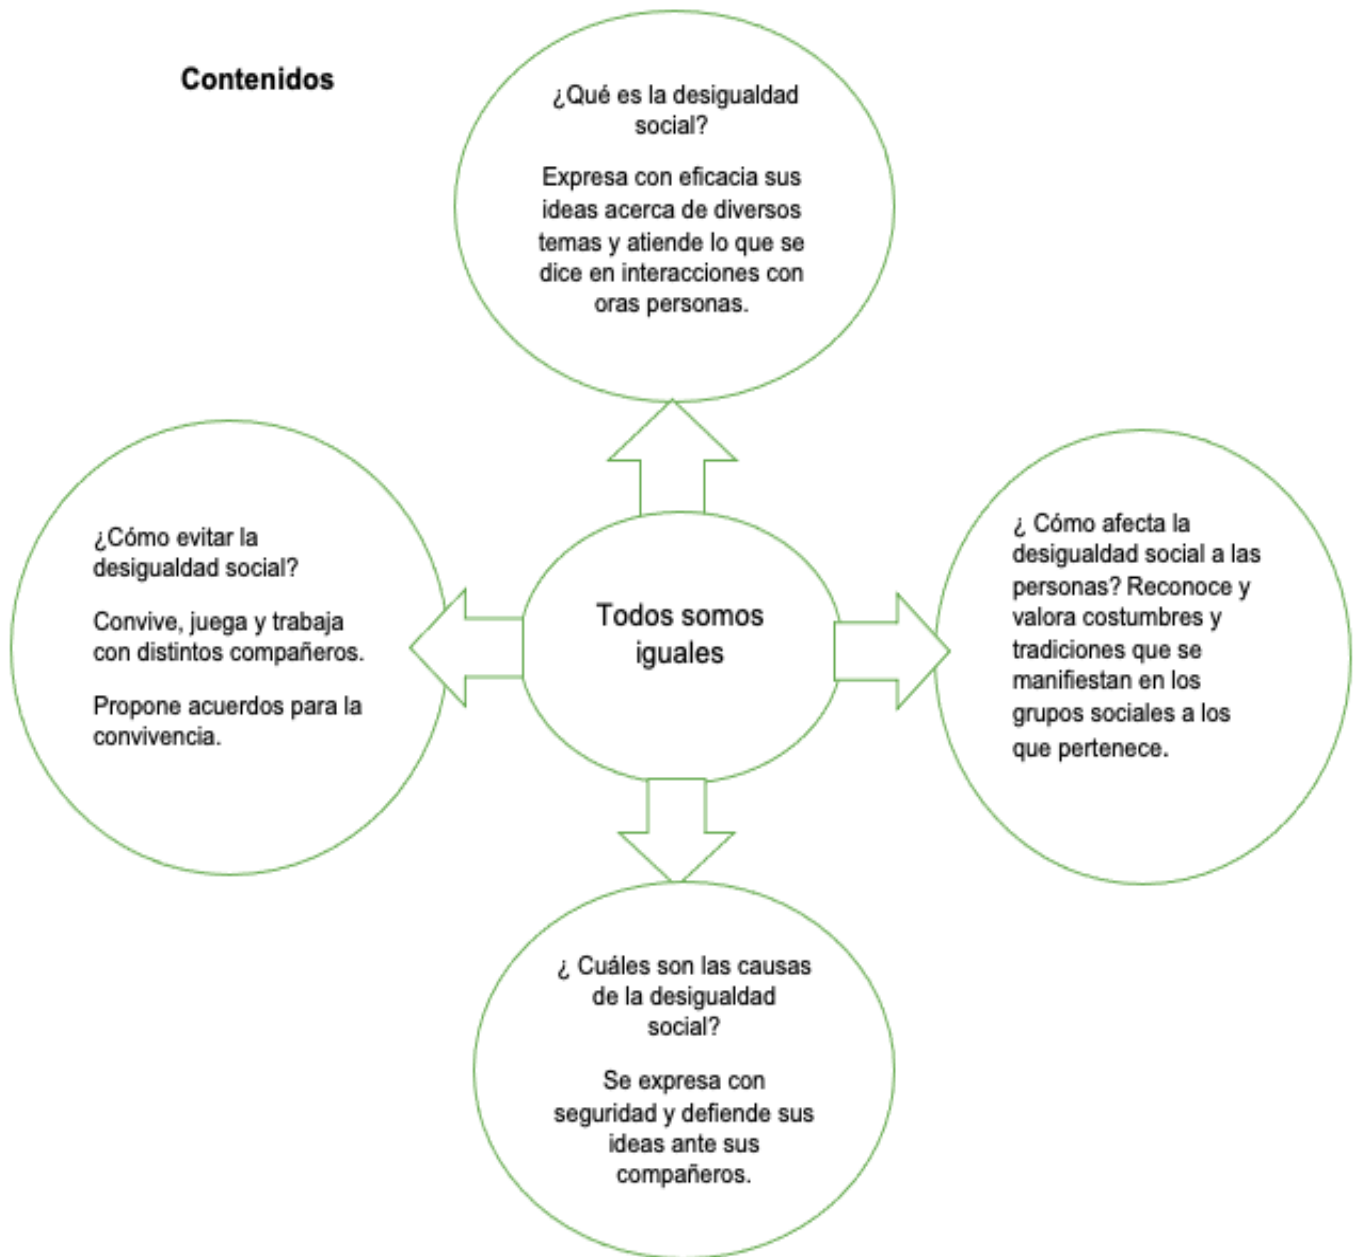 Contenidos
¿Qué es la desigualdad
social?
Expresa con eficacia sus
ideas acerca de diversos
temas y atiende lo que se
dice en interacciones con
oras personas.
¿Cómo evitar la
desigualdad social?
Convive, juega y trabaja
con distintos compañeros.
Propone acuerdos para la
convivencia.
Todos somos
iguales
¿ Cómo afecta la
desigualdad social a las
personas? Reconoce y
valora costumbres y
tradiciones que se
manifiestan en los
grupos sociales a los
que pertenece.
¿ Cuáles son las causas
de la desigualdad
social?
Se expresa con
seguridad y defiende sus
ideas ante sus
compañeros.